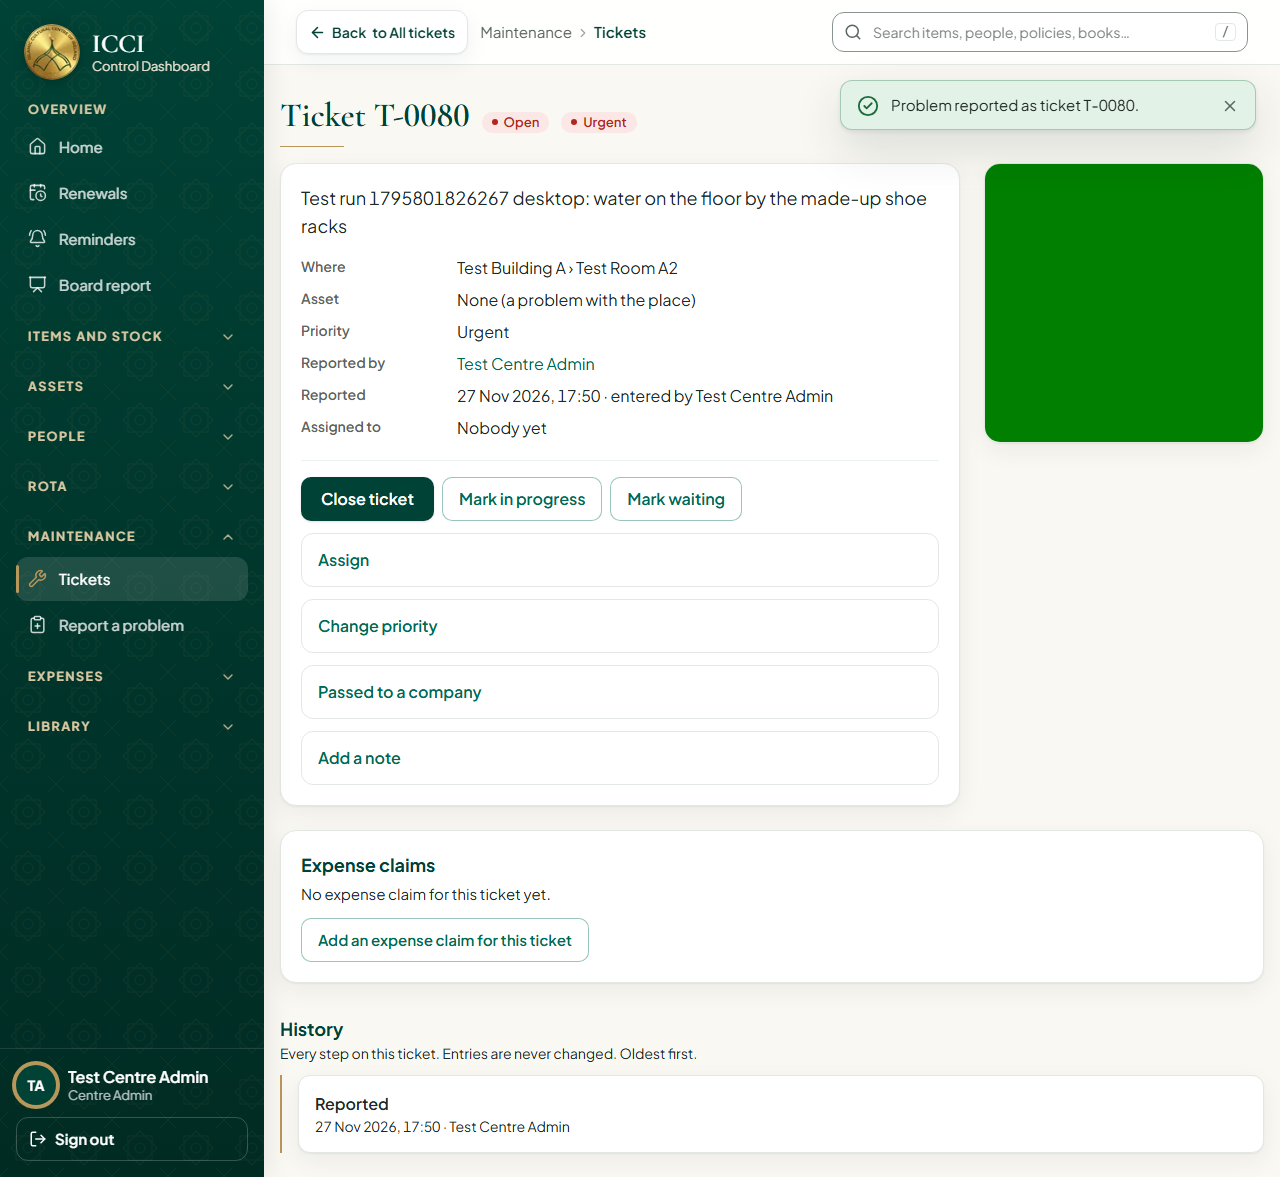 ICCI
Control Dashboard
OVERVIEW
Home
Renewals
Reminders
Board report
ITEMS AND STOCK
ASSETS
PEOPLE
ROTA
MAINTENANCE
Tickets
Report a problem
EXPENSES
LIBRARY
TA
Test Centre Admin
Centre Admin
Sign out
Back to All tickets
Maintenance › Tickets
Search items, people, policies, books…
/
Problem reported as ticket T-0080.
Ticket T-0080
Open
Urgent
Test run 1795801826267 desktop: water on the floor by the made-up shoe
racks
Where Test Building A › Test Room A2
Asset None (a problem with the place)
Priority Urgent
Reported by Test Centre Admin
Reported 27 Nov 2026, 17:50 · entered by Test Centre Admin
Assigned to Nobody yet
Close ticket
Mark in progress
Mark waiting
Assign
Change priority
Passed to a company
Add a note
Expense claims
No expense claim for this ticket yet.
Add an expense claim for this ticket
History
Every step on this ticket. Entries are never changed. Oldest first.
Reported
27 Nov 2026, 17:50 · Test Centre Admin